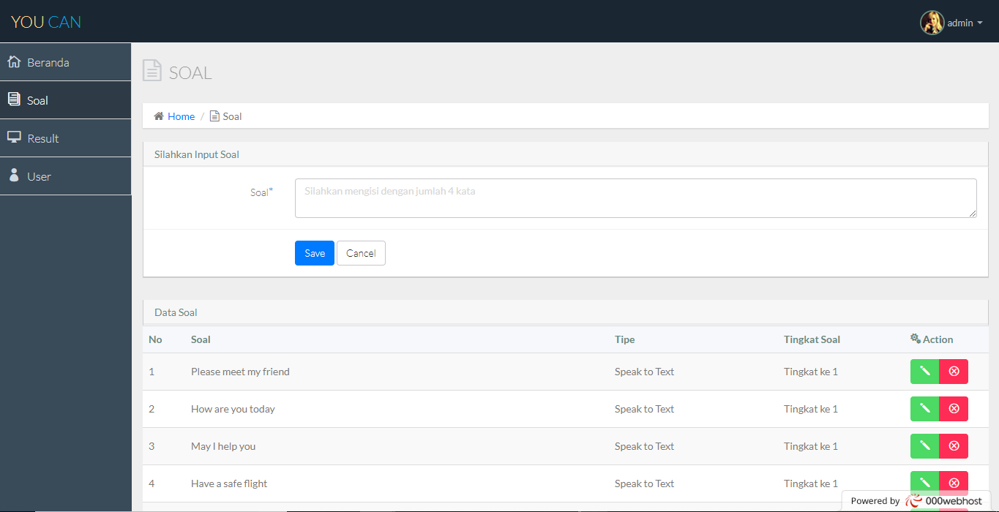 YOU CAN
admin
Beranda
Soal
Result
User
SOAL
Home / Soal
Silahkan Input Soal
Soal*
Silahkan mengisi dengan jumlah 4 kata
Save Cancel
Data Soal
No Soal Tipe Tingkat Soal Action
1 Please meet my friend Speak to Text Tingkat ke 1
2 How are you today Speak to Text Tingkat ke 1
3 May I help you Speak to Text Tingkat ke 1
4 Have a safe flight Speak to Text Tingkat ke 1
Powered by 000webhost